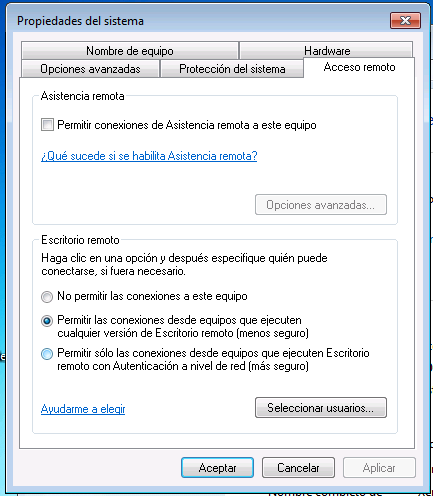 Propiedades del sistema
Nombre de equipo
Hardware
Opciones avanzadas
Protección del sistema
Acceso remoto
Asistencia remota
Permitir conexiones de Asistencia remota a este equipo
¿Qué sucede si se habilita Asistencia remota?
Opciones avanzadas...
Escritorio remoto
Haga clic en una opción y después especifique quién puede
conectarse, si fuera necesario.
No permitir las conexiones a este equipo
Permitir las conexiones desde equipos que ejecuten
cualquier versión de Escritorio remoto (menos seguro)
Permitir sólo las conexiones desde equipos que ejecuten Escritorio
remoto con Autenticación a nivel de red (más seguro)
Ayudarme a elegir
Seleccionar usuarios...
Aceptar
Cancelar
Aplicar